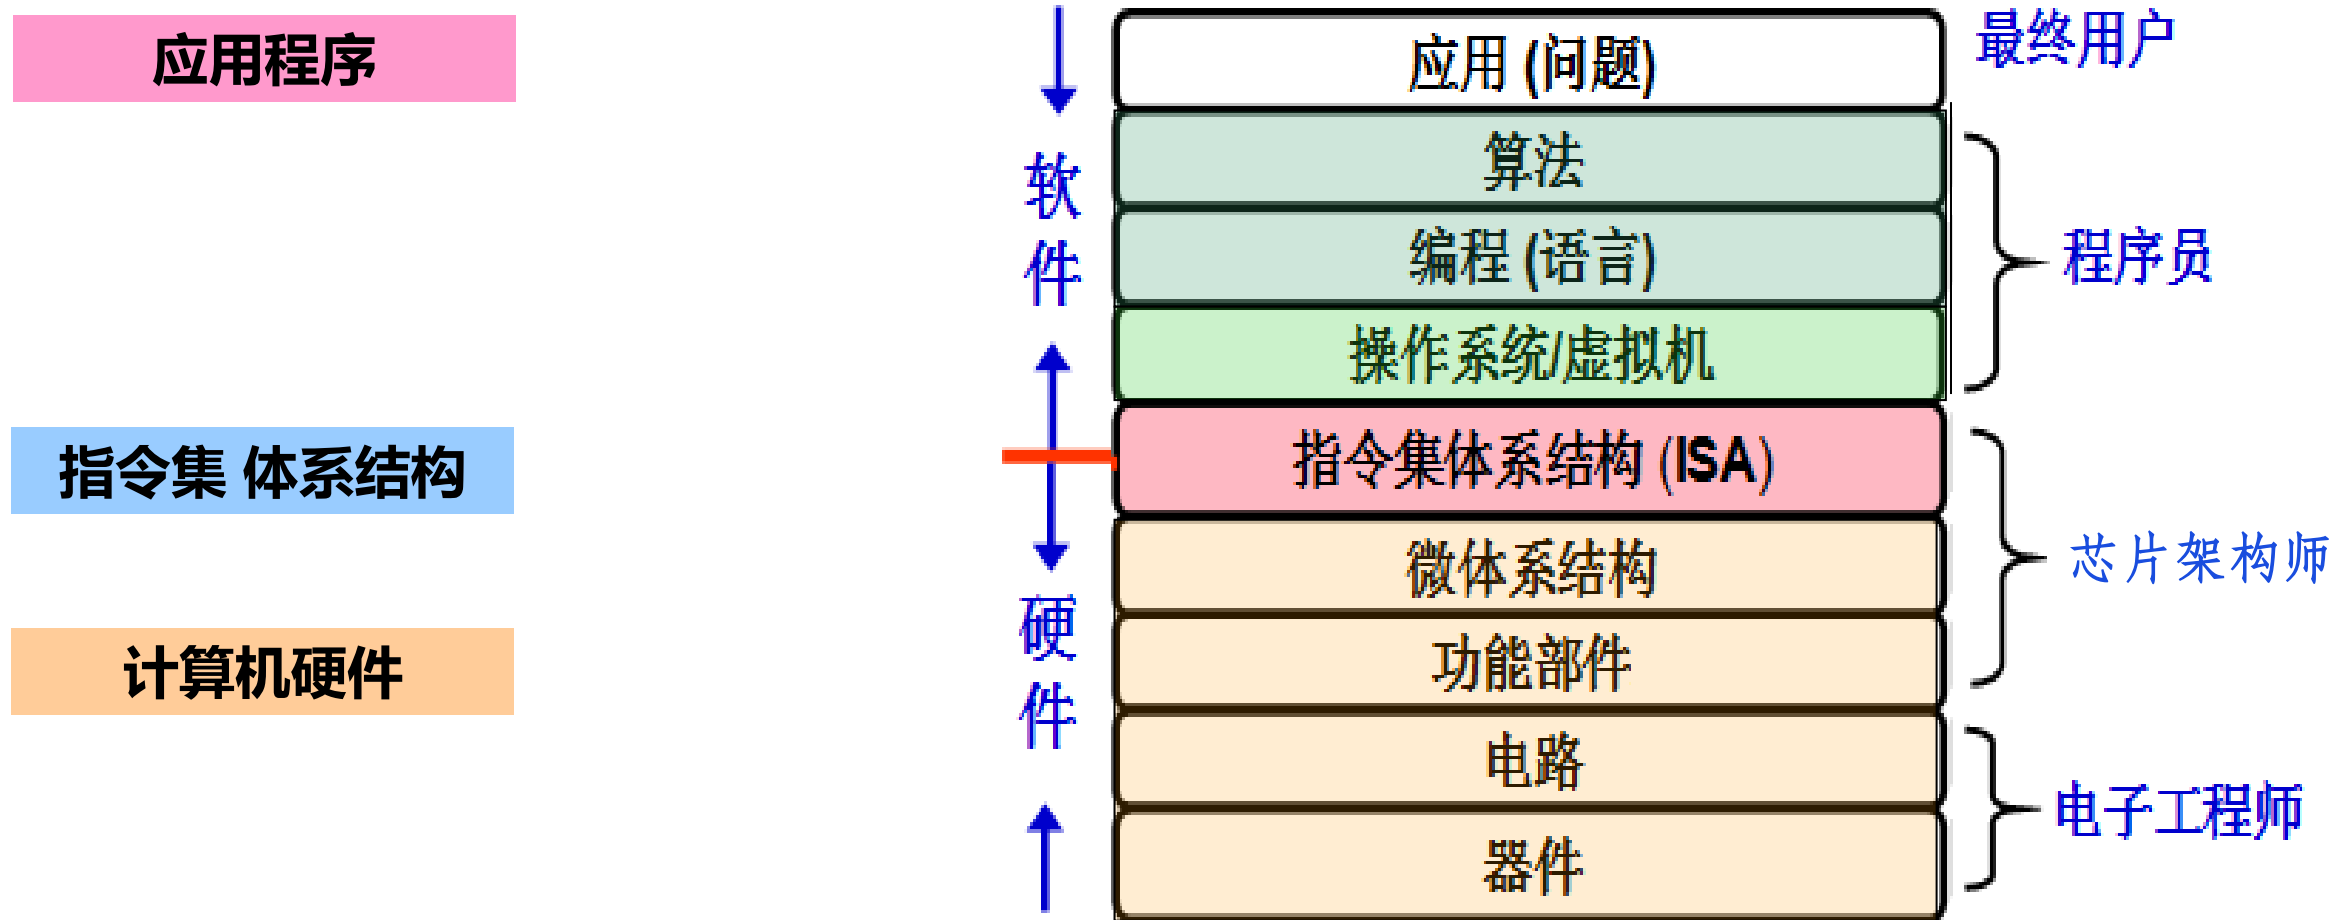 应用程序
指令集 体系结构
计算机硬件
软件
硬件
应用 (问题)
算法
编程 (语言)
操作系统/虚拟机
指令集体系结构 (ISA)
微体系结构
功能部件
电路
器件
最终用户
程序员
芯片架构师
电子工程师